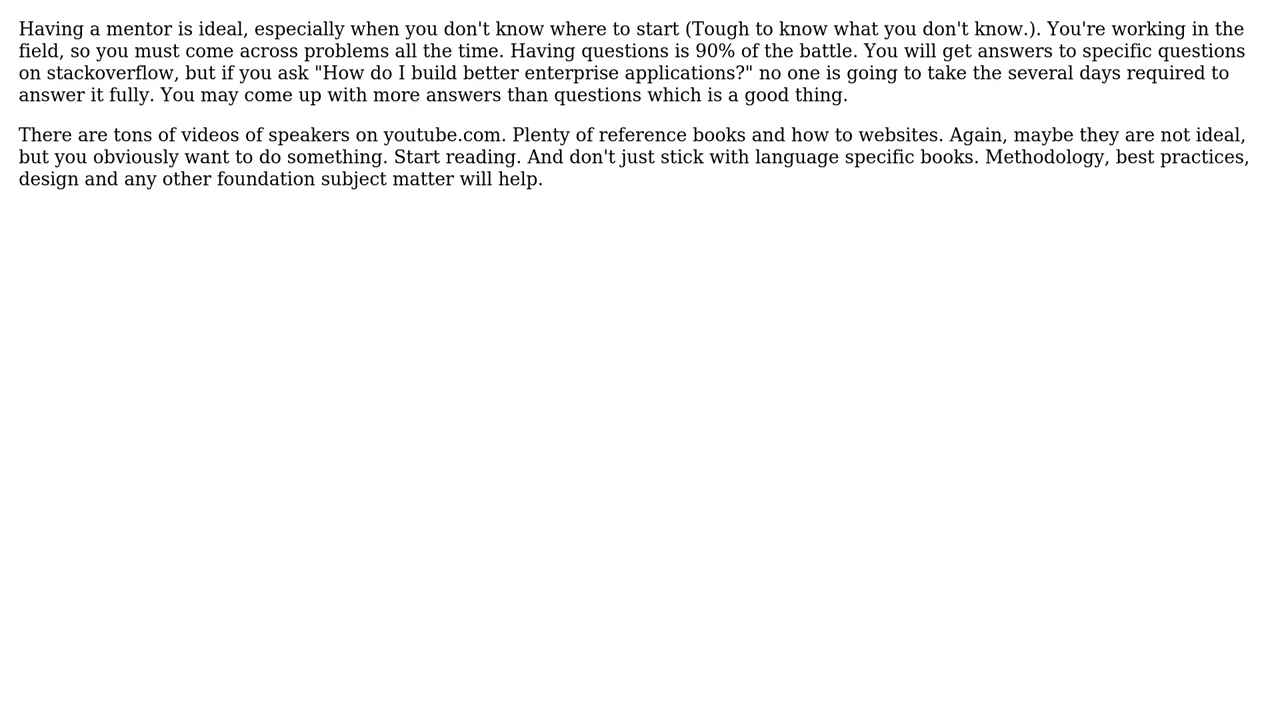 Having a mentor is ideal, especially when you don't know where to start (Tough to know what you don't know.). You're working in the
field, so you must come across problems all the time. Having questions is 90% of the battle. You will get answers to specific questions
on stackoverflow, but if you ask "How do I build better enterprise applications?" no one is going to take the several days required to
answer it fully. You may come up with more answers than questions which is a good thing.
There are tons of videos of speakers on youtube.com. Plenty of reference books and how to websites. Again, maybe they are not ideal,
but you obviously want to do something. Start reading. And don't just stick with language specific books. Methodology, best practices,
design and any other foundation subject matter will help.